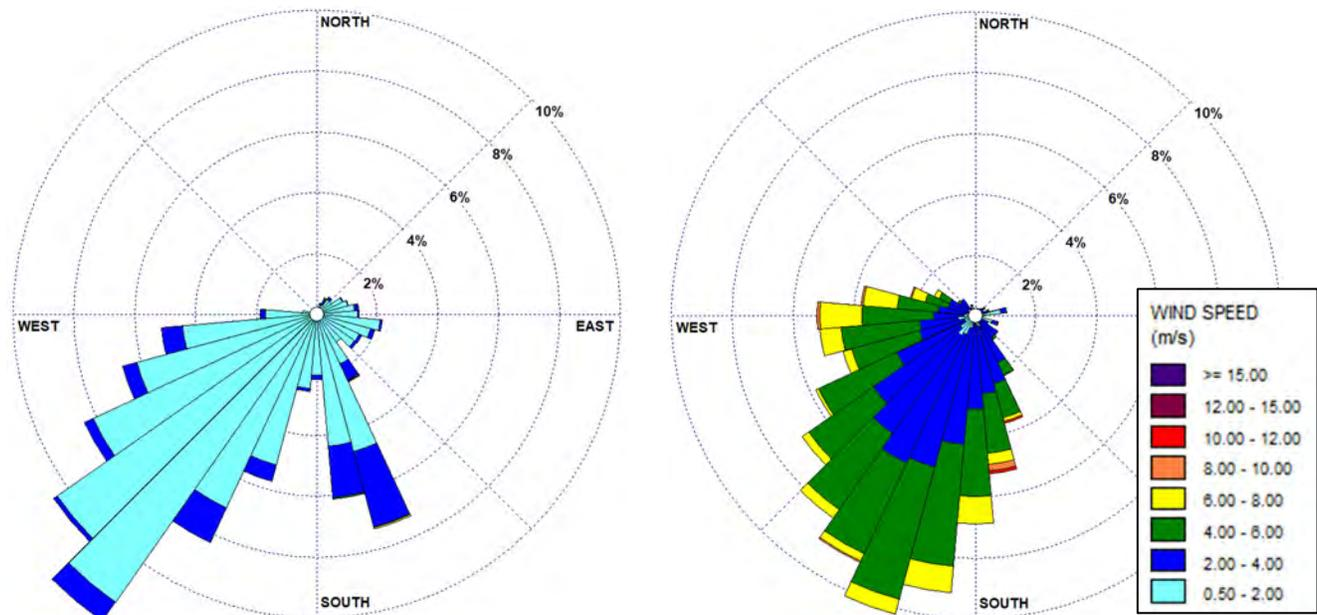 NORTH
10%
8%
6%
4%
2%
WEST
EAST
SOUTH
NORTH
10%
8%
6%
4%
2%
WEST
SOUTH
WIND SPEED
(m/s)
>= 15.00
12.00 - 15.00
10.00 - 12.00
8.00 - 10.00
6.00 - 8.00
4.00 - 6.00
2.00 - 4.00
0.50 - 2.00